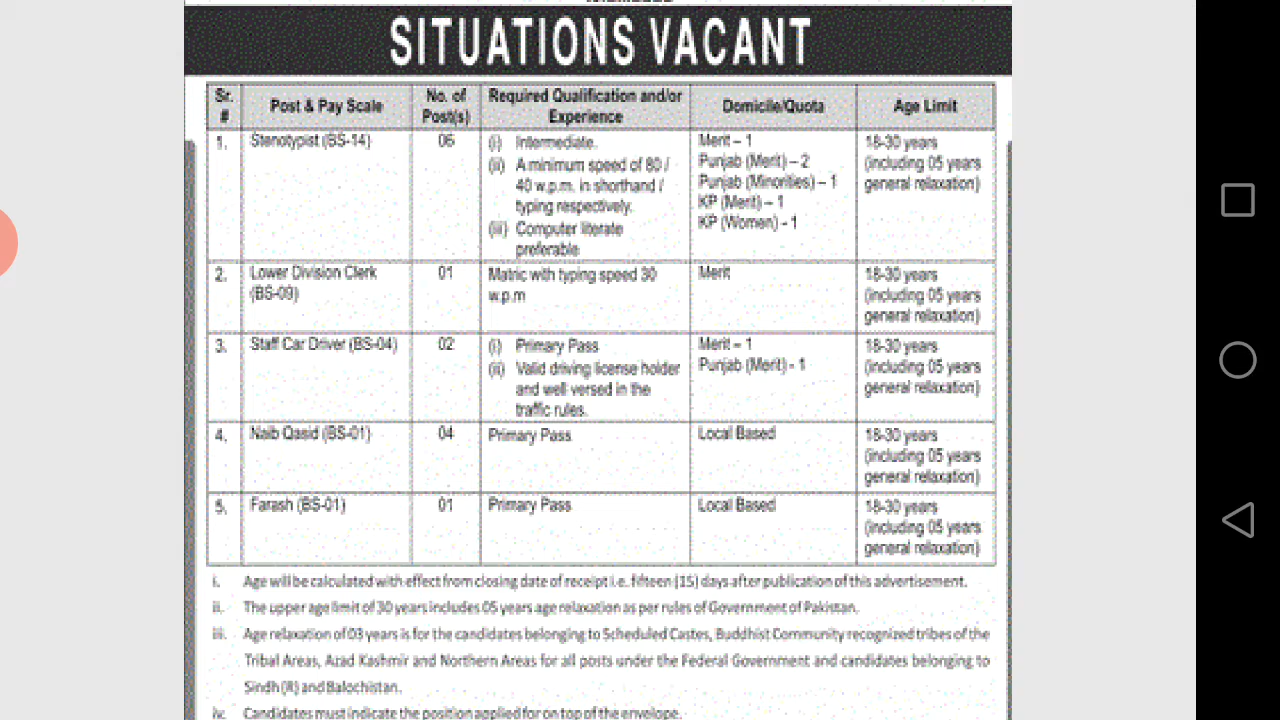 SITUATIONS VACANT
Sr. # Post & Pay Scale No. of Post(s) Required Qualification and/or Experience Domicile/Quota Age Limit
1. Stenotypist (BS-14) 06 (i) Intermediate. Merit – 1 18-30 years
(ii) A minimum speed of 80 / Punjab (Merit) – 2 (including 05 years
40 w.p.m. in shorthand / Punjab (Minorities) – 1 general relaxation)
typing respectively. KP (Merit) – 1
(iii) Computer literate KP (Women) - 1
preferable
2. Lower Division Clerk 01 Matric with typing speed 30 Merit 18-30 years
(BS-09) w.p.m (including 05 years
general relaxation)
3. Staff Car Driver (BS-04) 02 (i) Primary Pass Merit – 1 18-30 years
(ii) Valid driving license holder Punjab (Merit) - 1 (including 05 years
and well versed in the general relaxation)
traffic rules.
4. Naib Qasid (BS-01) 04 Primary Pass Local Based 18-30 years
(including 05 years
general relaxation)
5. Farash (BS-01) 01 Primary Pass Local Based 18-30 years
(including 05 years
general relaxation)
i. Age will be calculated with effect from closing date of receipt i.e. fifteen (15) days after publication of this advertisement.
ii. The upper age limit of 30 years includes 05 years age relaxation as per rules of Government of Pakistan.
iii. Age relaxation of 03 years is for the candidates belonging to Scheduled Castes, Buddhist Community recognized tribes of the
Tribal Areas, Azad Kashmir and Northern Areas for all posts under the Federal Government and candidates belonging to
Sindh (R) and Balochistan.
iv. Candidates must indicate the position applied for on top of the envelope.